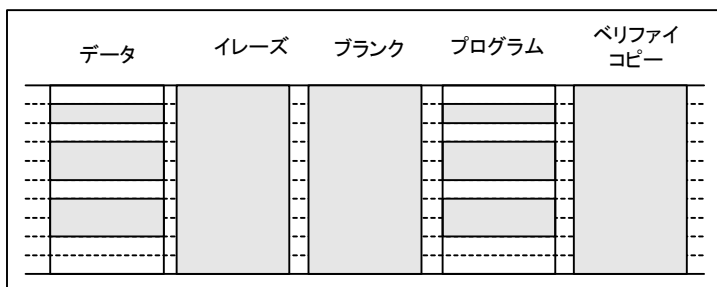 データ
イレーズ
ブランク
プログラム
ベリファイ
コピー